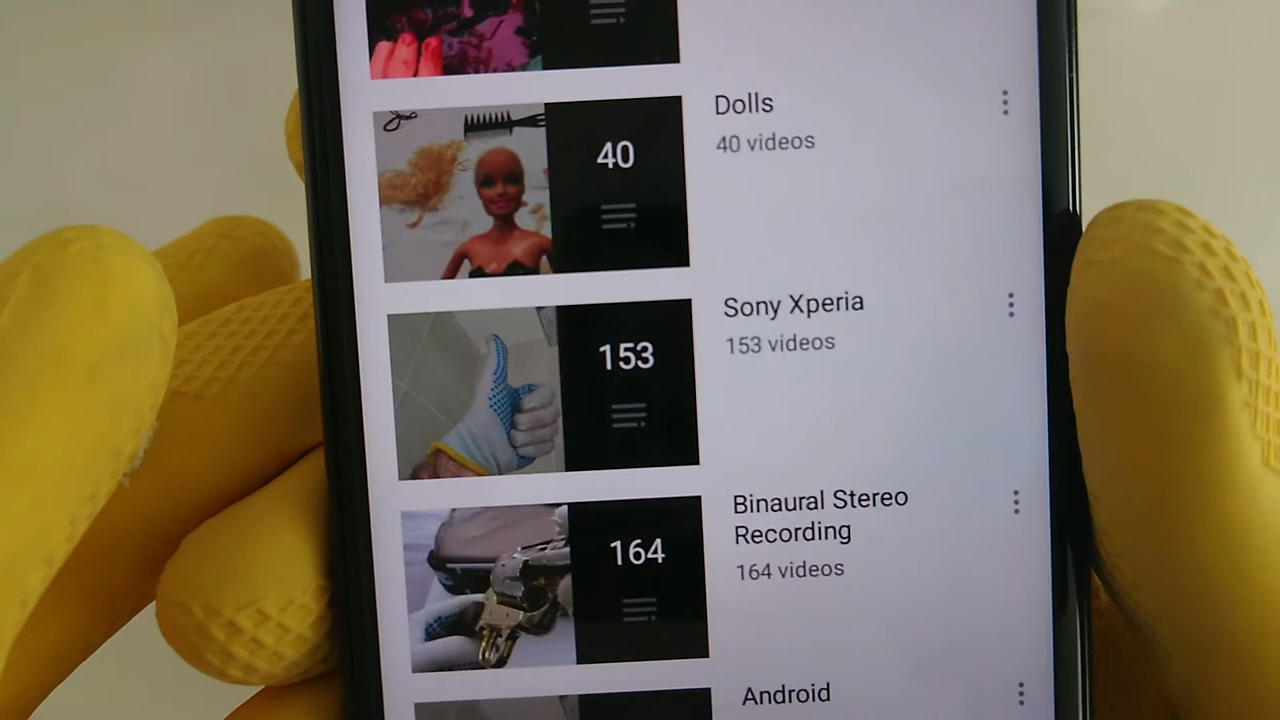 Dolls
40
40 videos
Sony Xperia
153
153 videos
Binaural Stereo
Recording
164
164 videos
Android